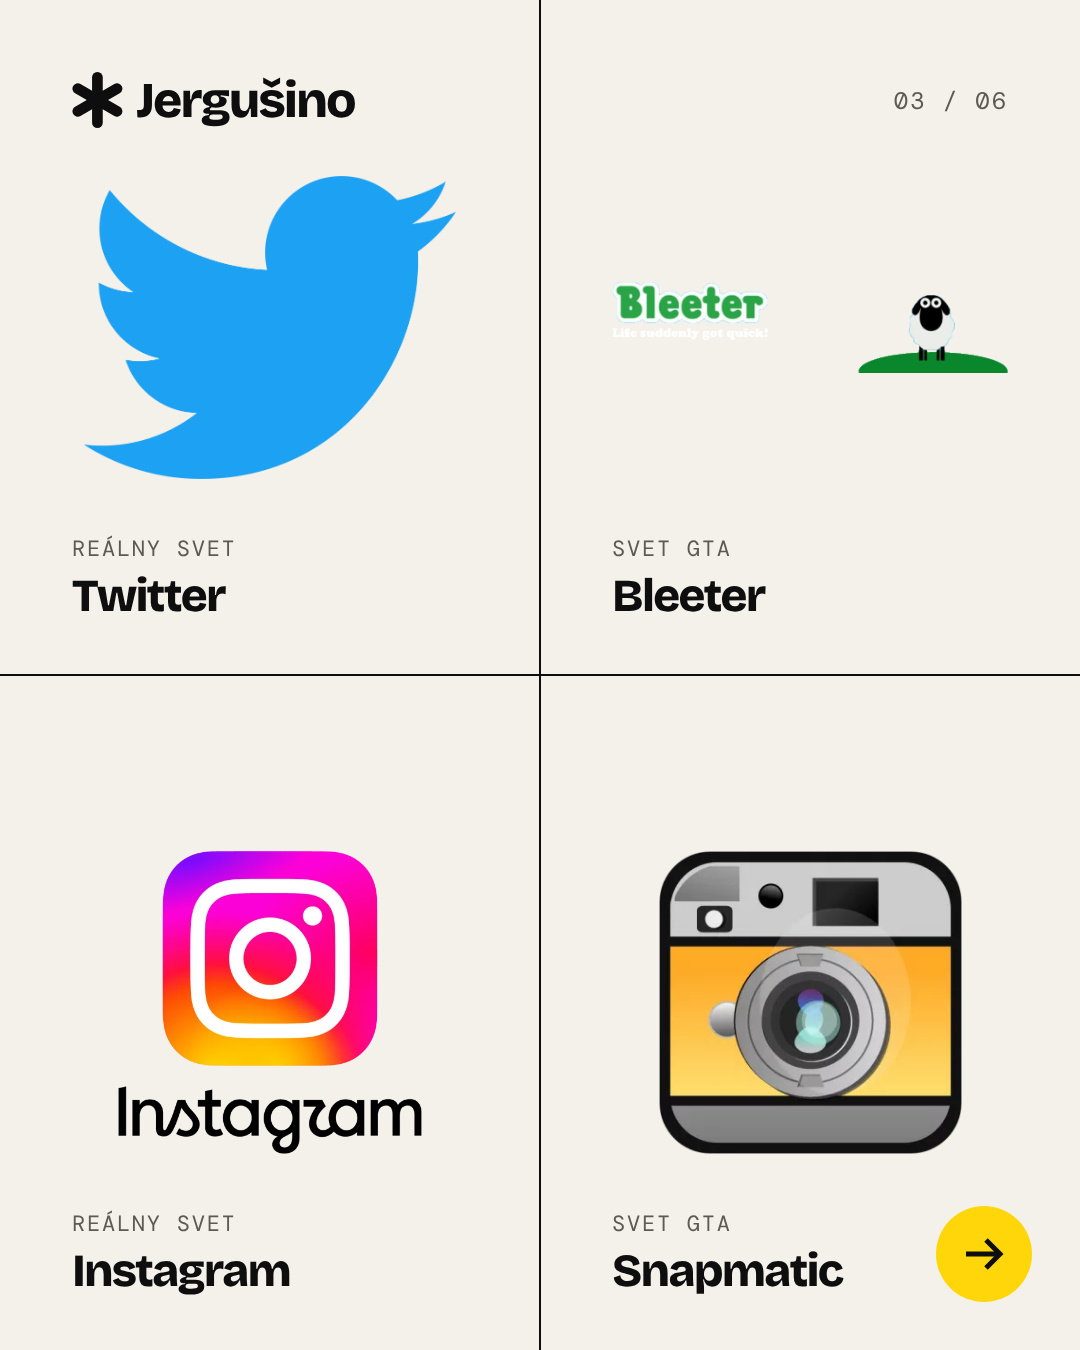 Jergušino
03 / 06
Bleeter
Life suddenly got quick!
REÁLNY SVET
Twitter
SVET GTA
Bleeter
Instagram
REÁLNY SVET
Instagram
SVET GTA
Snapmatic